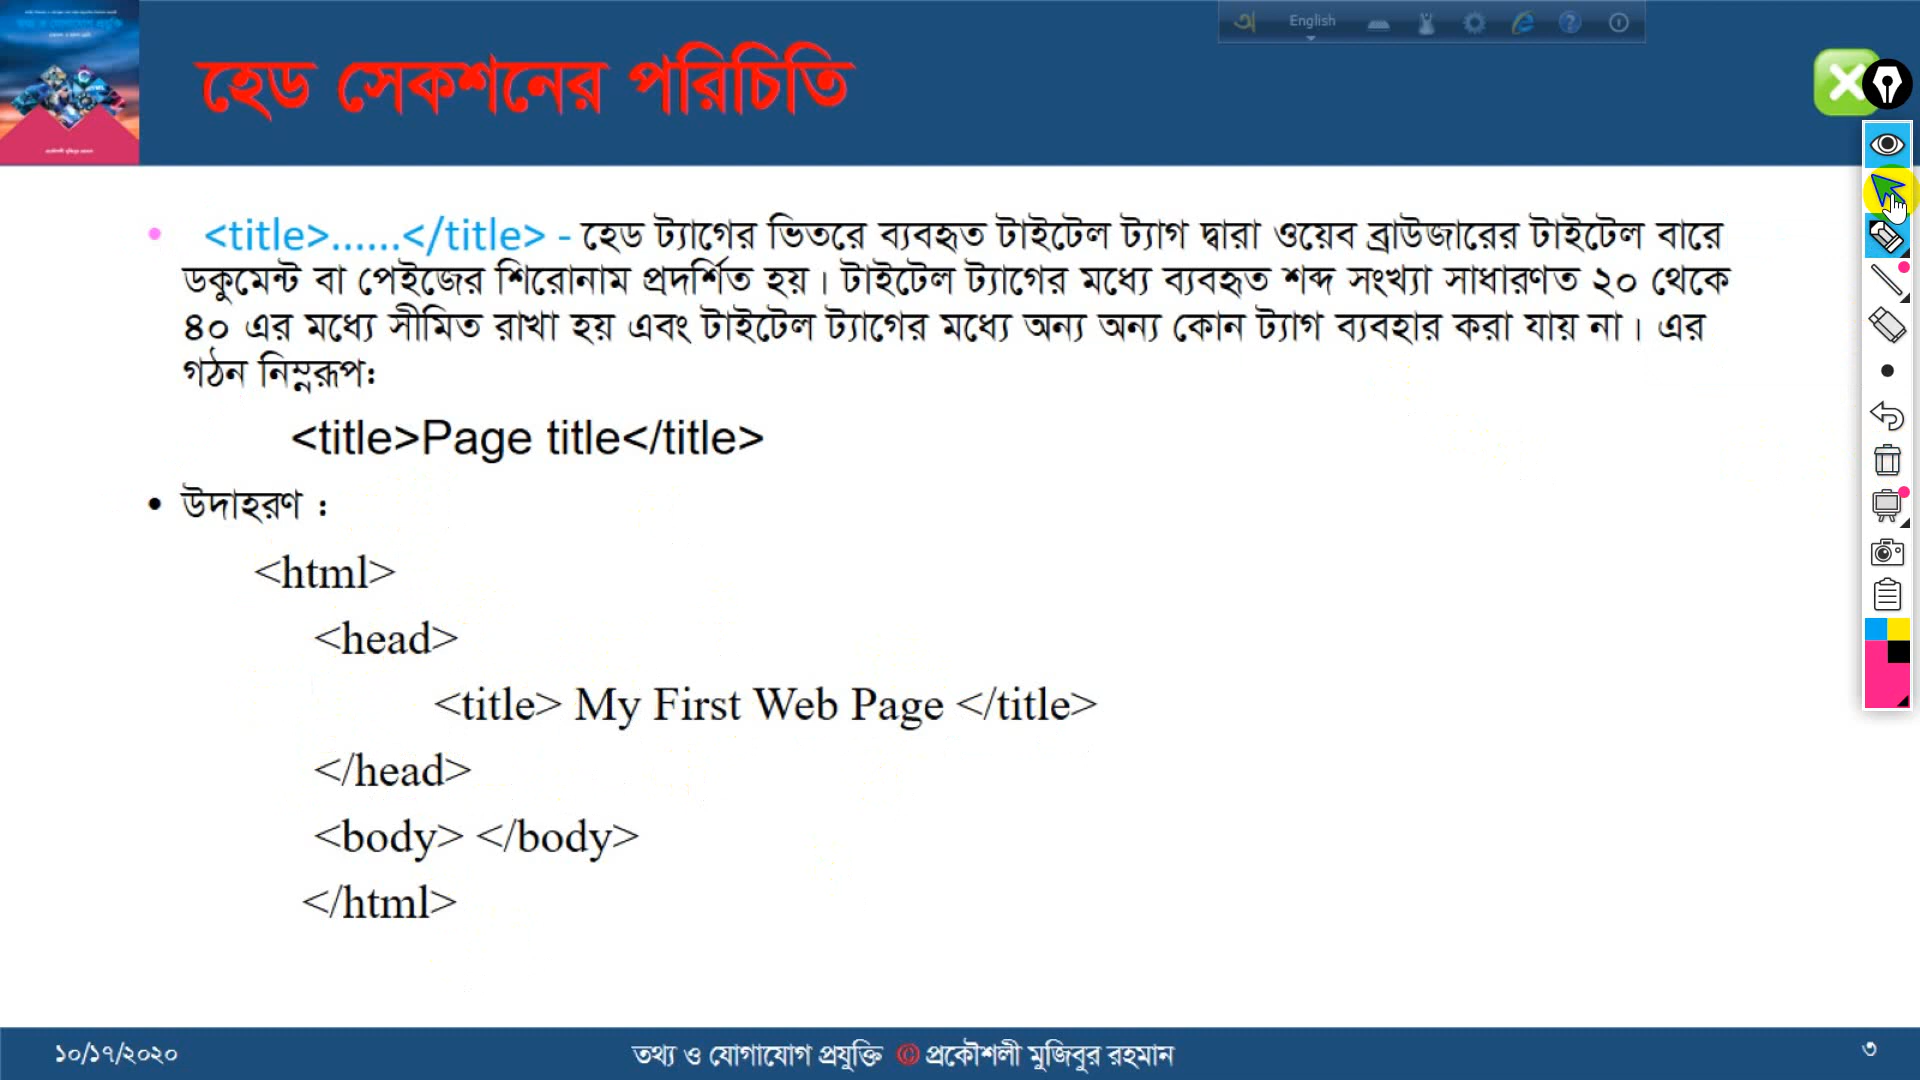 English
হেড সেকশনের পরিচিতি
<title>......</title> - হেড ট্যাগের ভিতরে ব্যবহৃত টাইটেল ট্যাগ দ্বারা ওয়েব ব্রাউজারের টাইটেল বারে
ডকুমেন্ট বা পেইজের শিরোনাম প্রদর্শিত হয়। টাইটেল ট্যাগের মধ্যে ব্যবহৃত শব্দ সংখ্যা সাধারণত ২০ থেকে
৪০ এর মধ্যে সীমিত রাখা হয় এবং টাইটেল ট্যাগের মধ্যে অন্য অন্য কোন ট্যাগ ব্যবহার করা যায় না। এর
গঠন নিম্নরূপঃ
<title>Page title</title>
• উদাহরণ :
<html>
<head>
<title> My First Web Page </title>
</head>
<body> </body>
</html>
১০/১৭/২০২০
তথ্য ও যোগাযোগ প্রযুক্তি © প্রকৌশলী মুজিবুর রহমান
৩